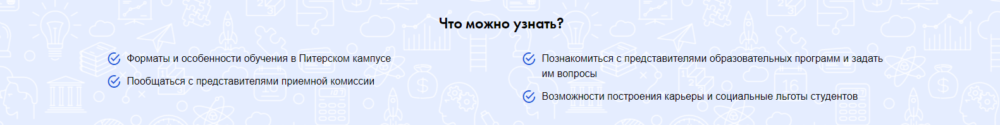 Что можно узнать?
Форматы и особенности обучения в Питерском кампусе
Пообщаться с представителями приемной комиссии
Познакомиться с представителями образовательных программ и задать
им вопросы
Возможности построения карьеры и социальные льготы студентов